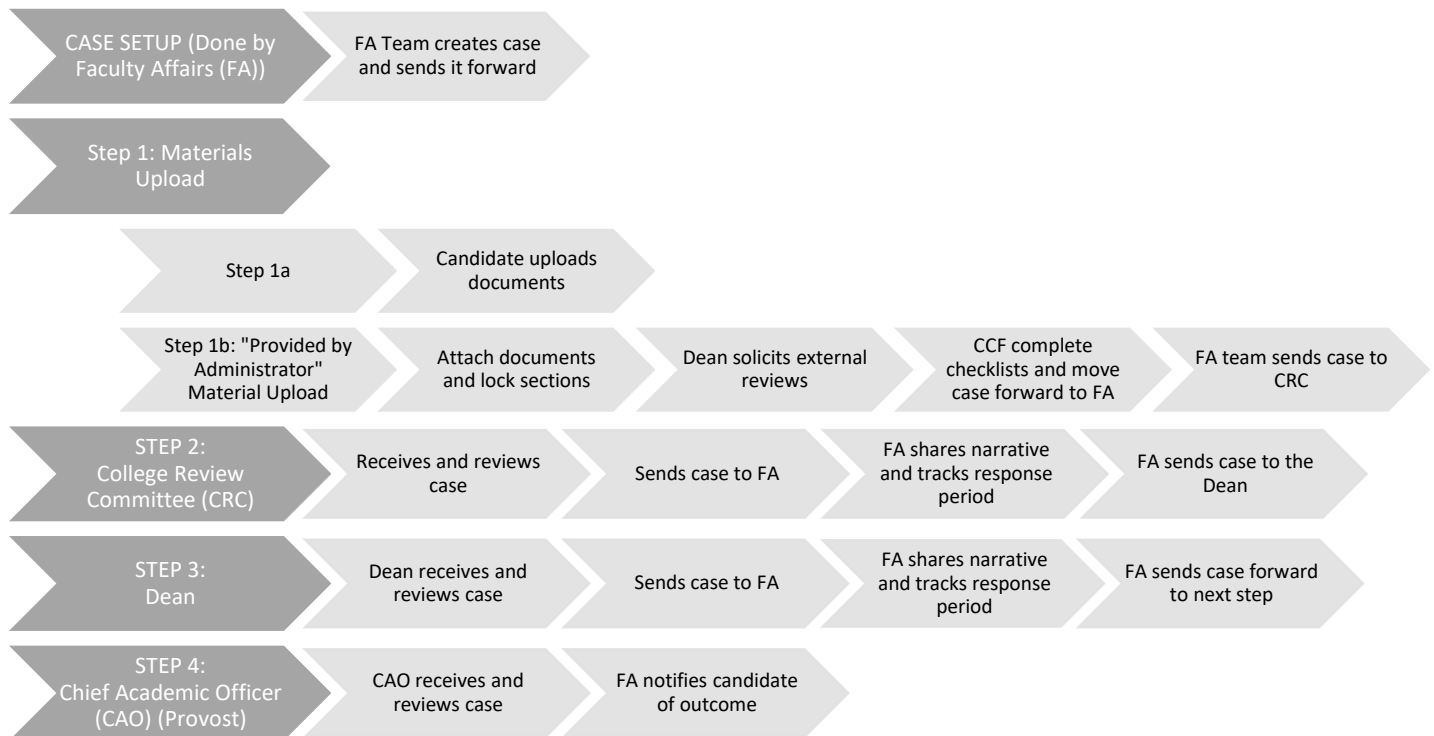 CASE SETUP (Done by
Faculty Affairs (FA))
FA Team creates case
and sends it forward
Step 1: Materials
Upload
Step 1a
Candidate uploads
documents
Step 1b: "Provided by
Administrator"
Material Upload
Attach documents
and lock sections
Dean solicits external
reviews
CCF complete
checklists and move
case forward to FA
FA team sends case to
CRC
STEP 2:
College Review
Committee (CRC)
Receives and reviews
case
Sends case to FA
FA shares narrative
and tracks response
period
FA sends case to the
Dean
STEP 3:
Dean
Dean receives and
reviews case
Sends case to FA
FA shares narrative
and tracks response
period
FA sends case forward
to next step
STEP 4:
Chief Academic Officer
(CAO) (Provost)
CAO receives and
reviews case
FA notifies candidate
of outcome